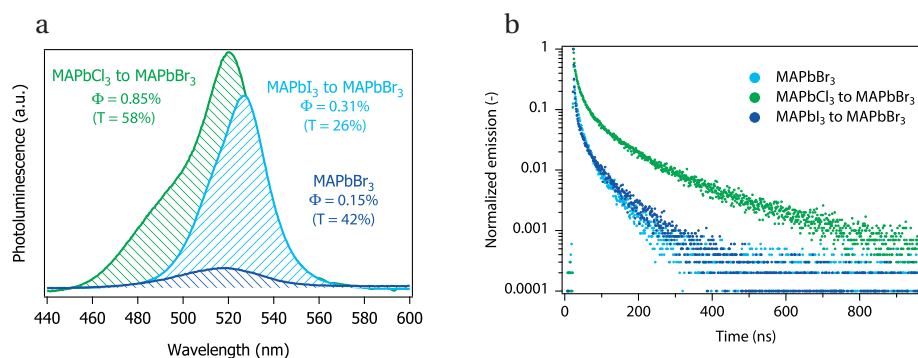 a
MAPbCl₃ to MAPbBr₃
Φ = 0.85%
(T = 58%)
MAPbI₃ to MAPbBr₃
Φ = 0.31%
(T = 26%)
MAPbBr₃
Φ = 0.15%
(T = 42%)
Photoluminescence (a.u.)
440 460 480 500 520 540 560 580 600
Wavelength (nm)
b
1
0.1
0.01
0.001
0.0001
Normalized emission (-)
MAPbBr₃
MAPbCl₃ to MAPbBr₃
MAPbI₃ to MAPbBr₃
0 200 400 600 800
Time (ns)